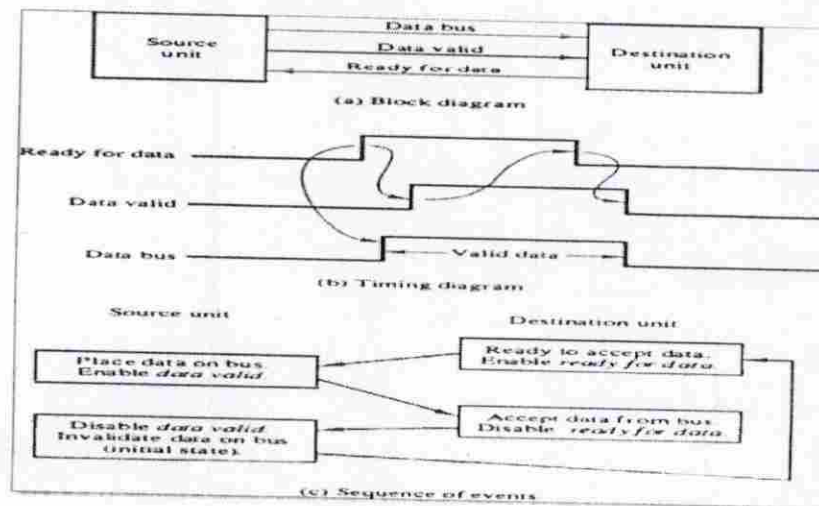 Source
unit
Data bus
Data valid
Ready for data
Destination
unit
(a) Block diagram
Ready for data
Data valid
Data bus
Valid data
(b) Timing diagram
Source unit
Destination unit
Place data on bus.
Enable data valid.
Ready to accept data.
Enable ready for data.
Accept data from bus.
Disable ready for data.
Disable data valid.
Invalidate data on bus
(initial state).
(c) Sequence of events